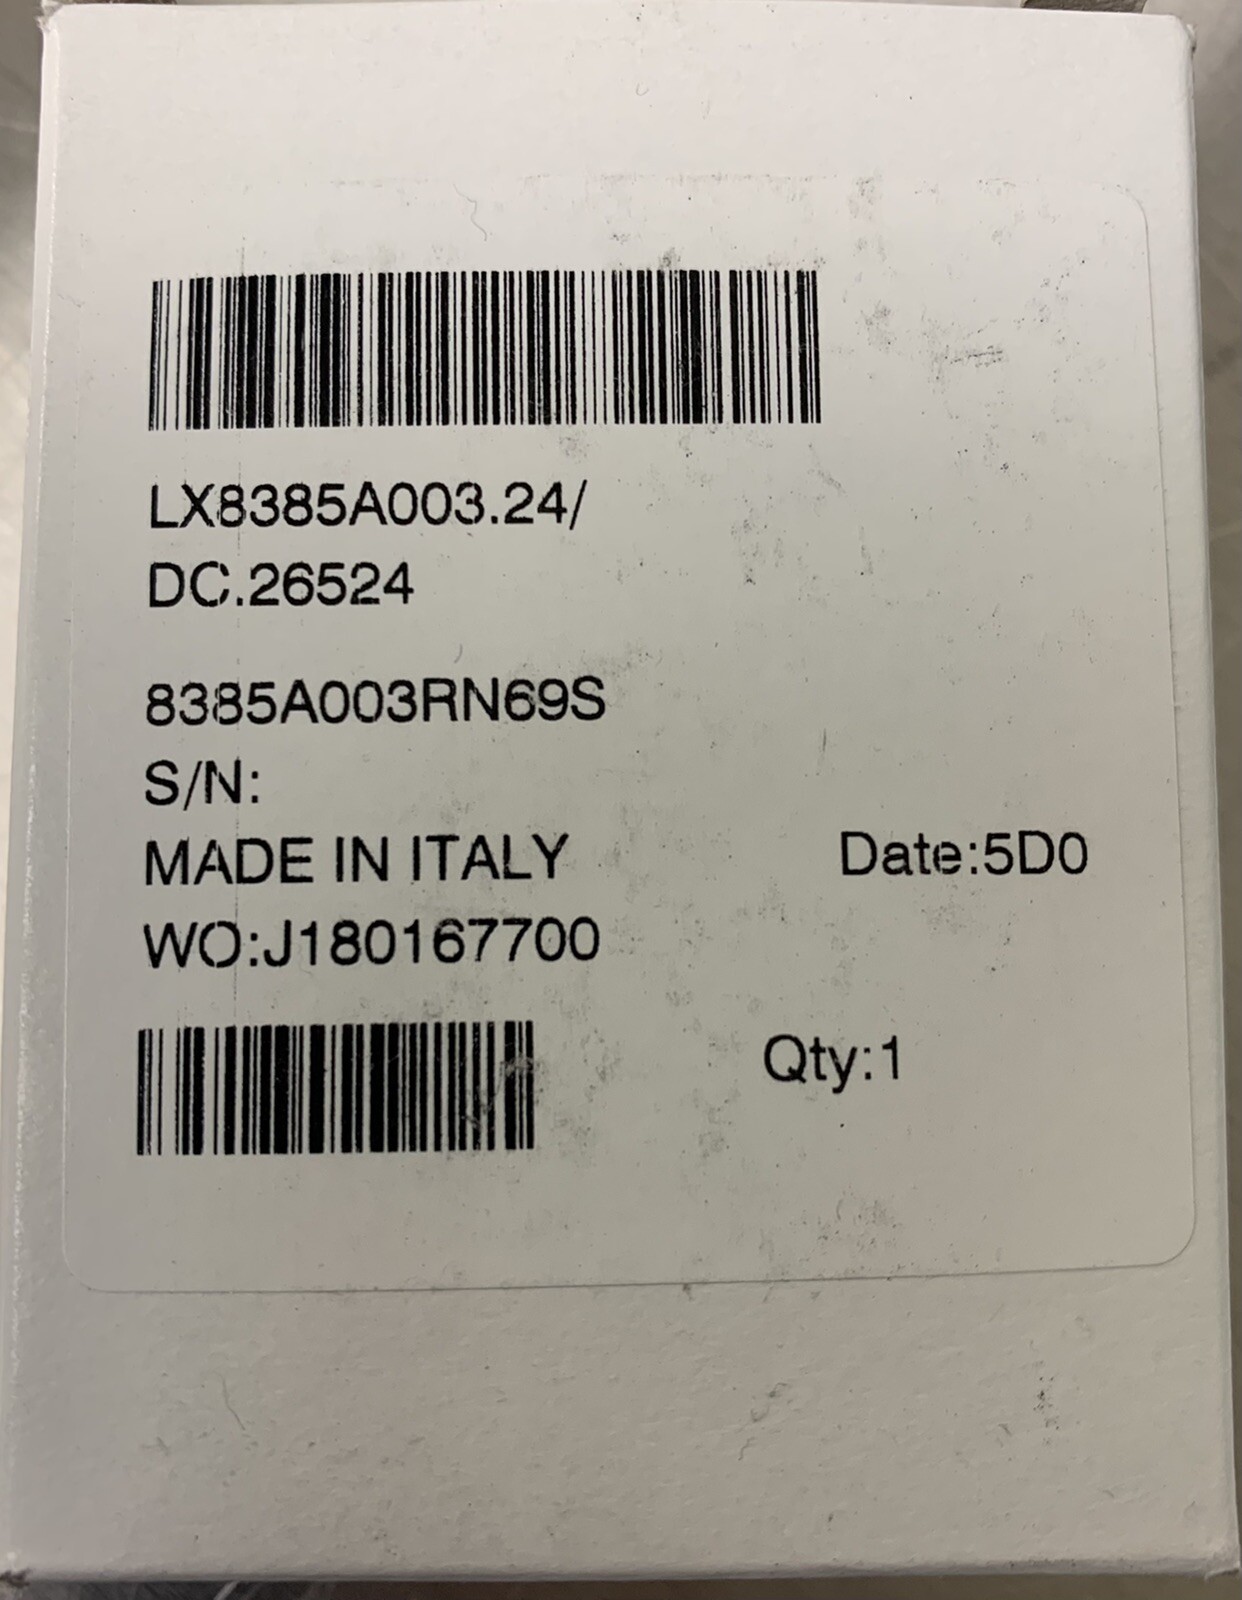 LX8385A003.24/
DC.26524
8385A003RN69S
S/N:
MADE IN ITALY Date:5D0
WO:J180167700
Qty:1